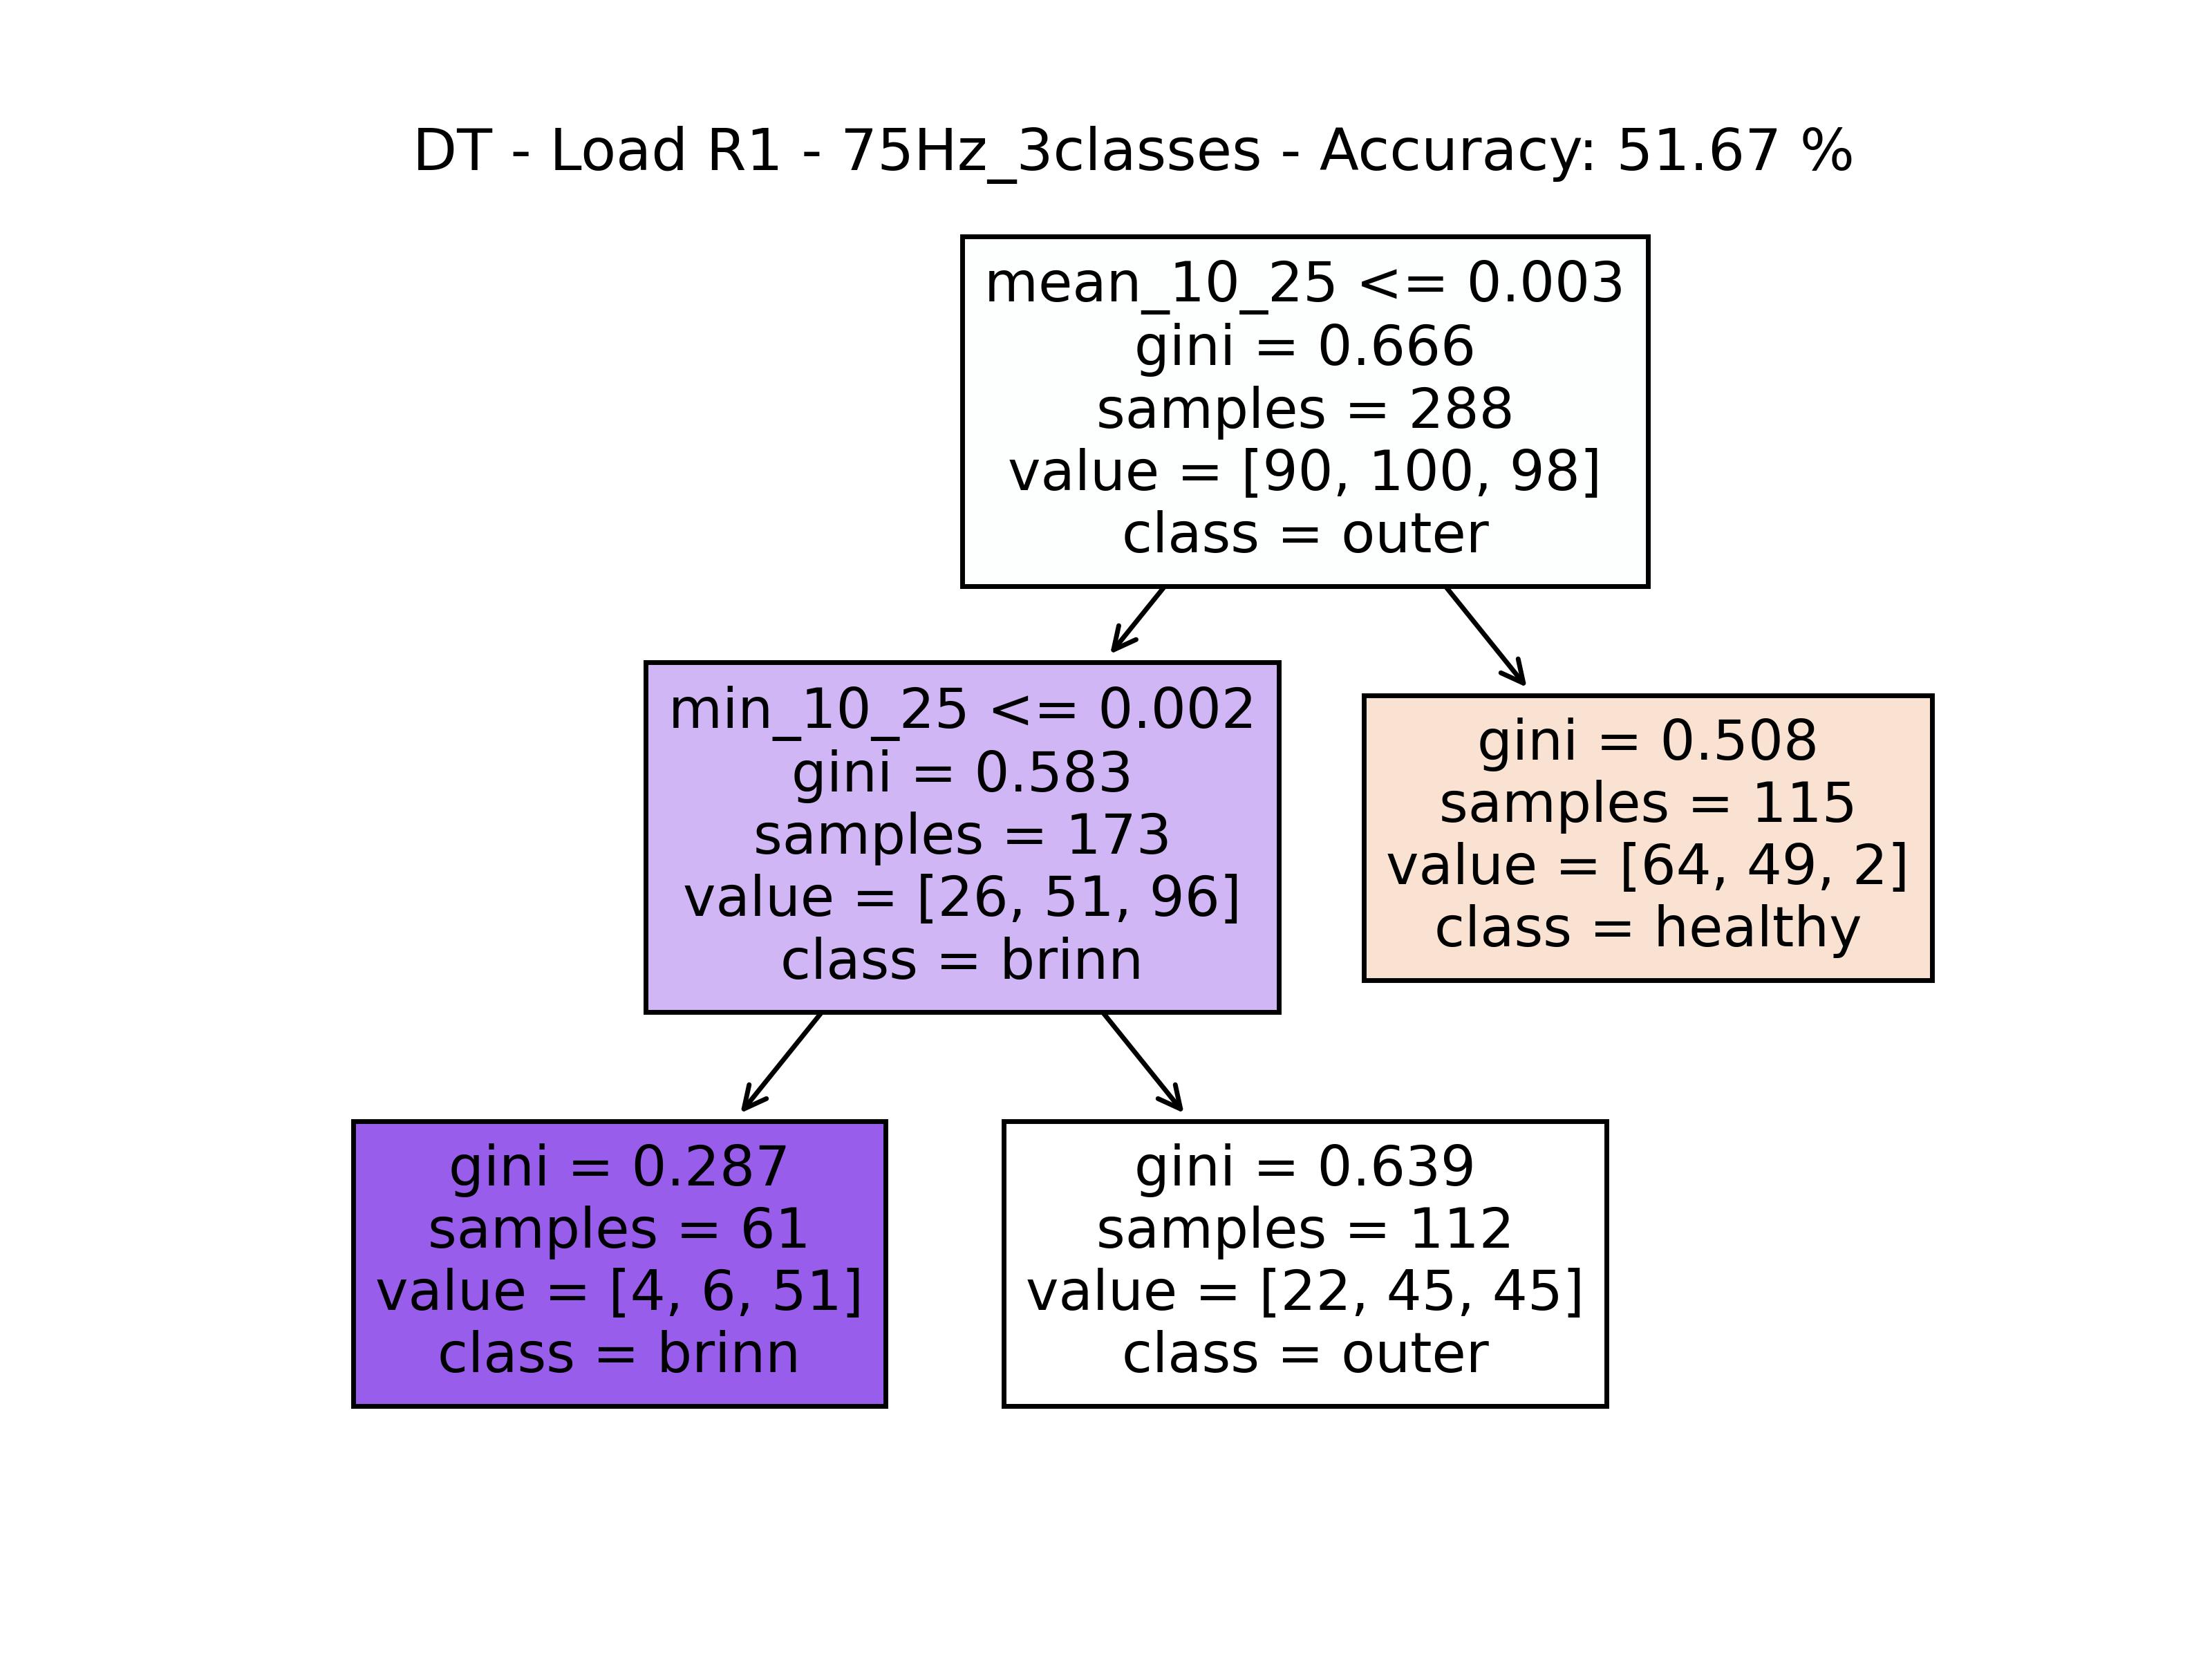 DT - Load R1 - 75Hz_3classes - Accuracy: 51.67 %
mean_10_25 <= 0.003
gini = 0.666
samples = 288
value = [90, 100, 98]
class = outer
min_10_25 <= 0.002
gini = 0.583
samples = 173
value = [26, 51, 96]
class = brinn
gini = 0.508
samples = 115
value = [64, 49, 2]
class = healthy
gini = 0.287
samples = 61
value = [4, 6, 51]
class = brinn
gini = 0.639
samples = 112
value = [22, 45, 45]
class = outer